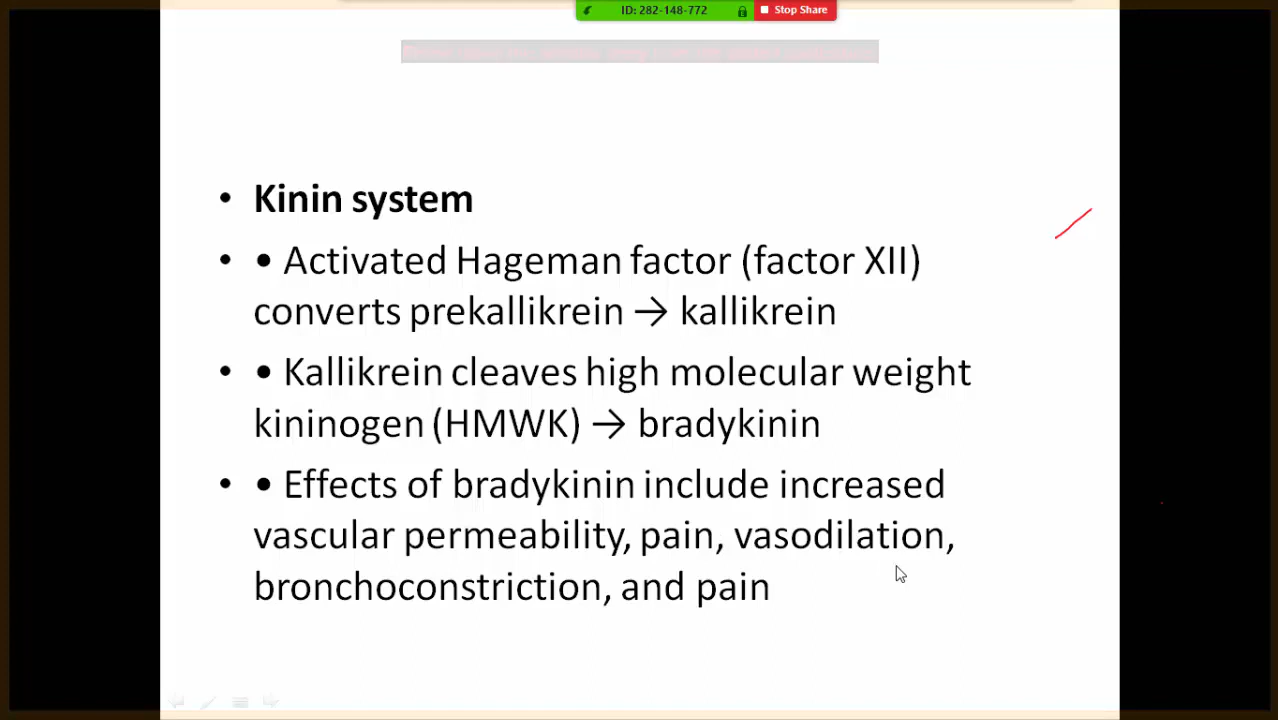 ID: 282-148-772
Stop Share
• Kinin system
• • Activated Hageman factor (factor XII)
converts prekallikrein → kallikrein
• • Kallikrein cleaves high molecular weight
kininogen (HMWK) → bradykinin
• • Effects of bradykinin include increased
vascular permeability, pain, vasodilation,
bronchoconstriction, and pain